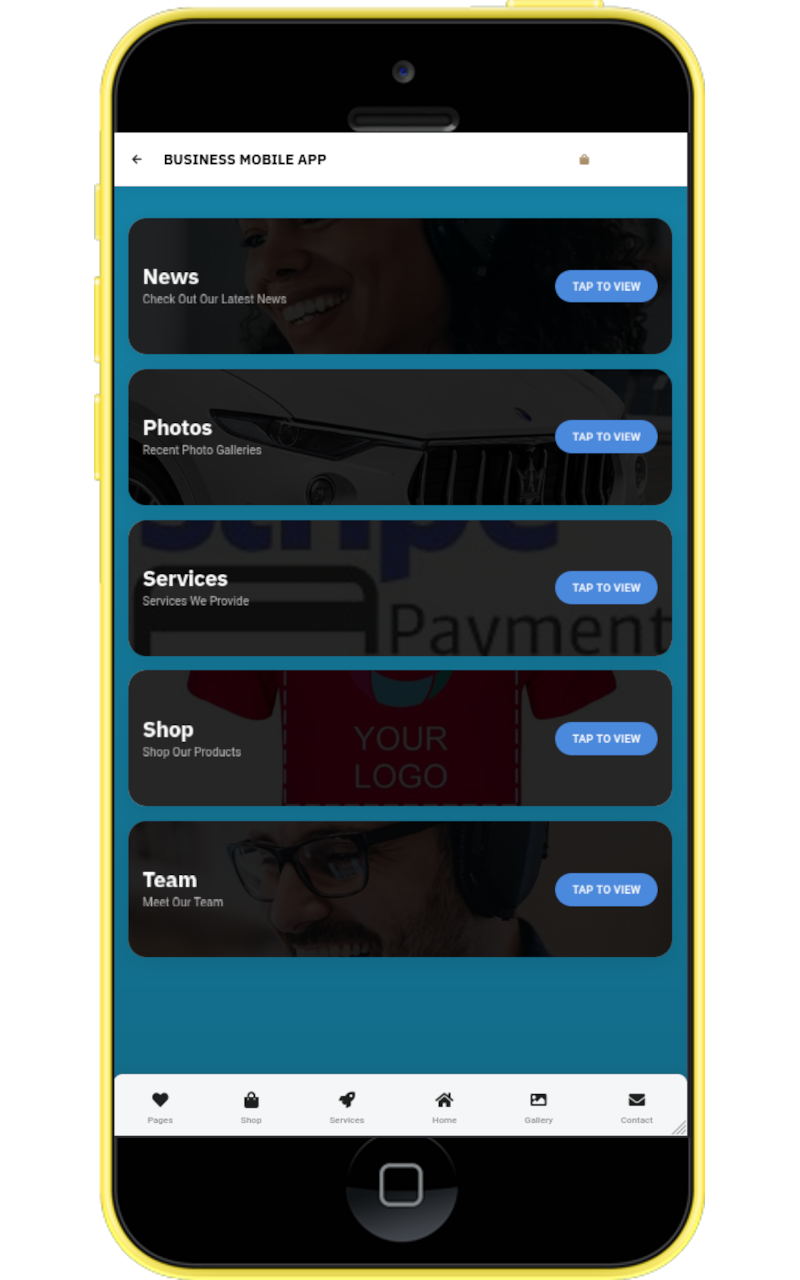 BUSINESS MOBILE APP
News
Check Out Our Latest News
TAP TO VIEW
Photos
Recent Photo Galleries
TAP TO VIEW
stripe
Services
Services We Provide
TAP TO VIEW
Payment
Shop
Shop Our Products
TAP TO VIEW
YOUR
LOGO
Team
Meet Our Team
TAP TO VIEW
Pages
Shop
Services
Home
Gallery
Contact